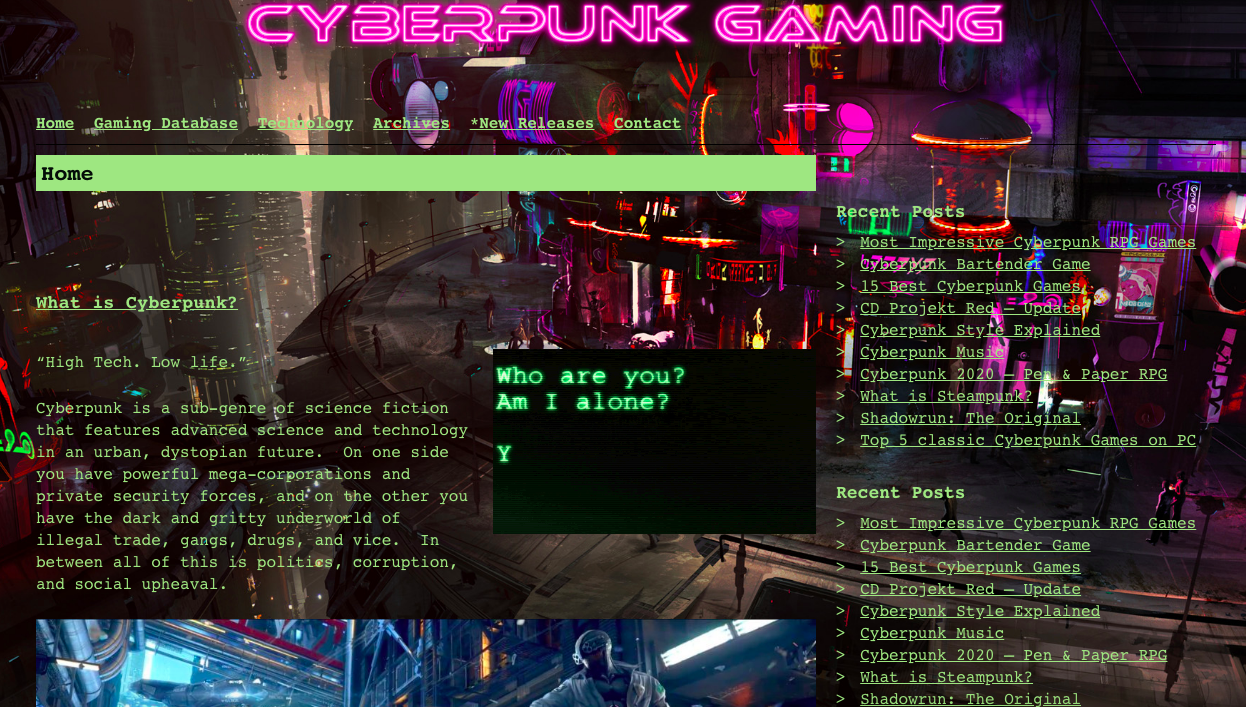 CYBERPUNK GAMING
Home Gaming Database Technology Archives *New Releases Contact
Home
What is Cyberpunk?
“High Tech. Low life.”
Cyberpunk is a sub-genre of science fiction
that features advanced science and technology
in an urban, dystopian future. On one side
you have powerful mega-corporations and
private security forces, and on the other you
have the dark and gritty underworld of
illegal trade, gangs, drugs, and vice. In
between all of this is politics, corruption,
and social upheaval.
Who are you?
Am I alone?
Y
Recent Posts
> Most Impressive Cyberpunk RPG Games
> Cyberpunk Bartender Game
> 15 Best Cyberpunk Games
> CD Projekt Red – Update
> Cyberpunk Style Explained
> Cyberpunk Music
> Cyberpunk 2020 – Pen & Paper RPG
> What is Steampunk?
> Shadowrun: The Original
> Top 5 classic Cyberpunk Games on PC
Recent Posts
> Most Impressive Cyberpunk RPG Games
> Cyberpunk Bartender Game
> 15 Best Cyberpunk Games
> CD Projekt Red – Update
> Cyberpunk Style Explained
> Cyberpunk Music
> Cyberpunk 2020 – Pen & Paper RPG
> What is Steampunk?
> Shadowrun: The Original